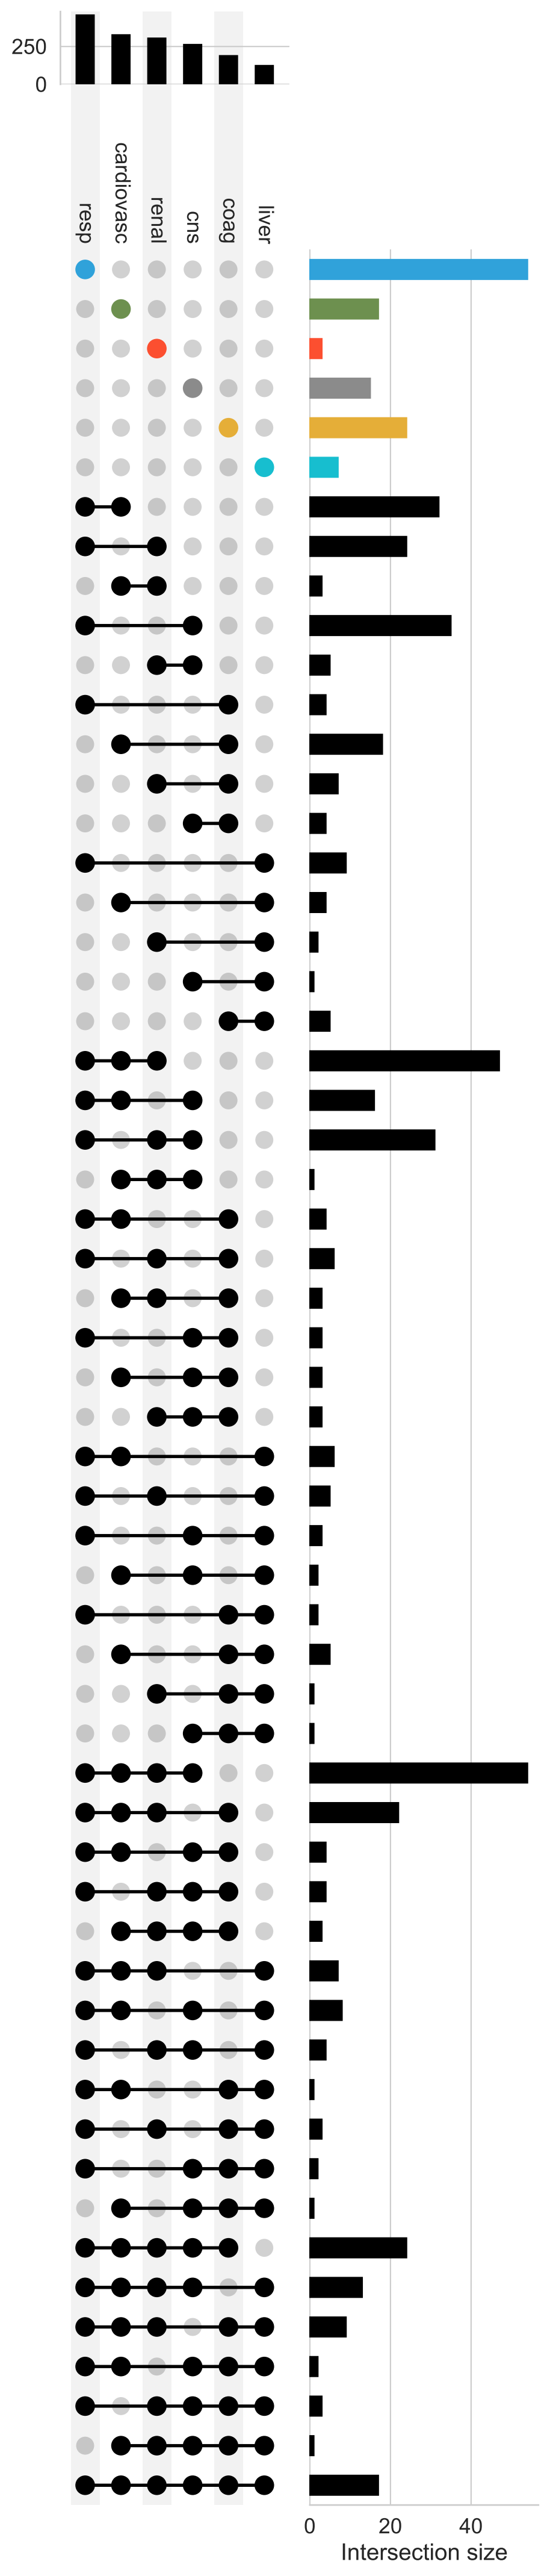 250
0
resp
cardiovasc
renal
cns
coag
liver
0 20 40
Intersection size